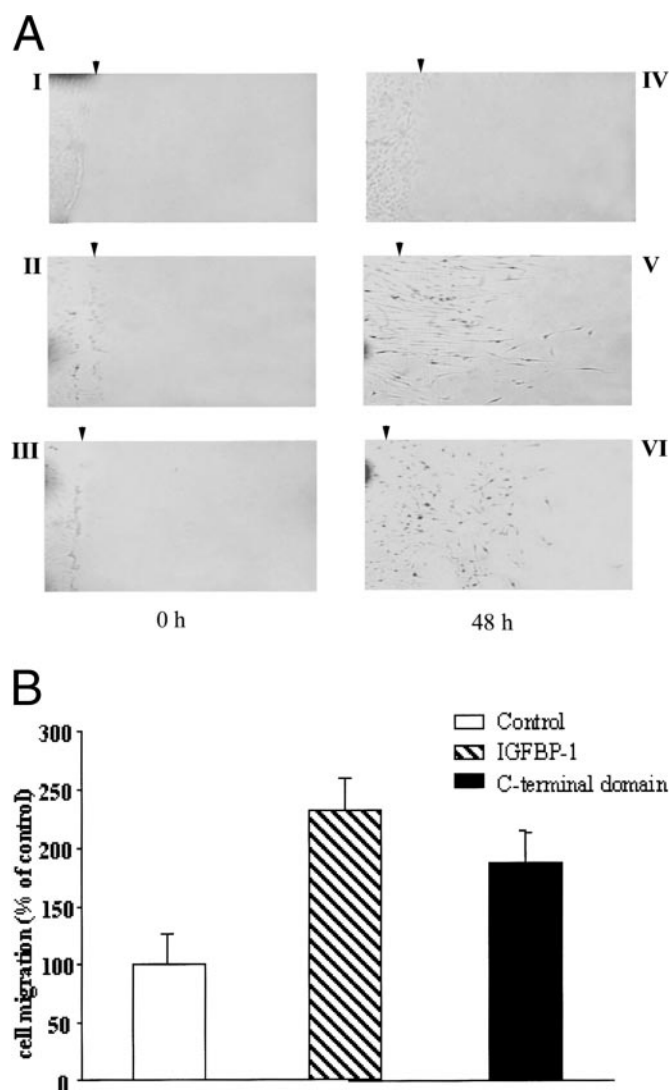 A
I
IV
II
V
III
VI
0 h
48 h
B
300
250
200
150
100
50
0
cell migration (% of control)
Control
IGFBP-1
C-terminal domain